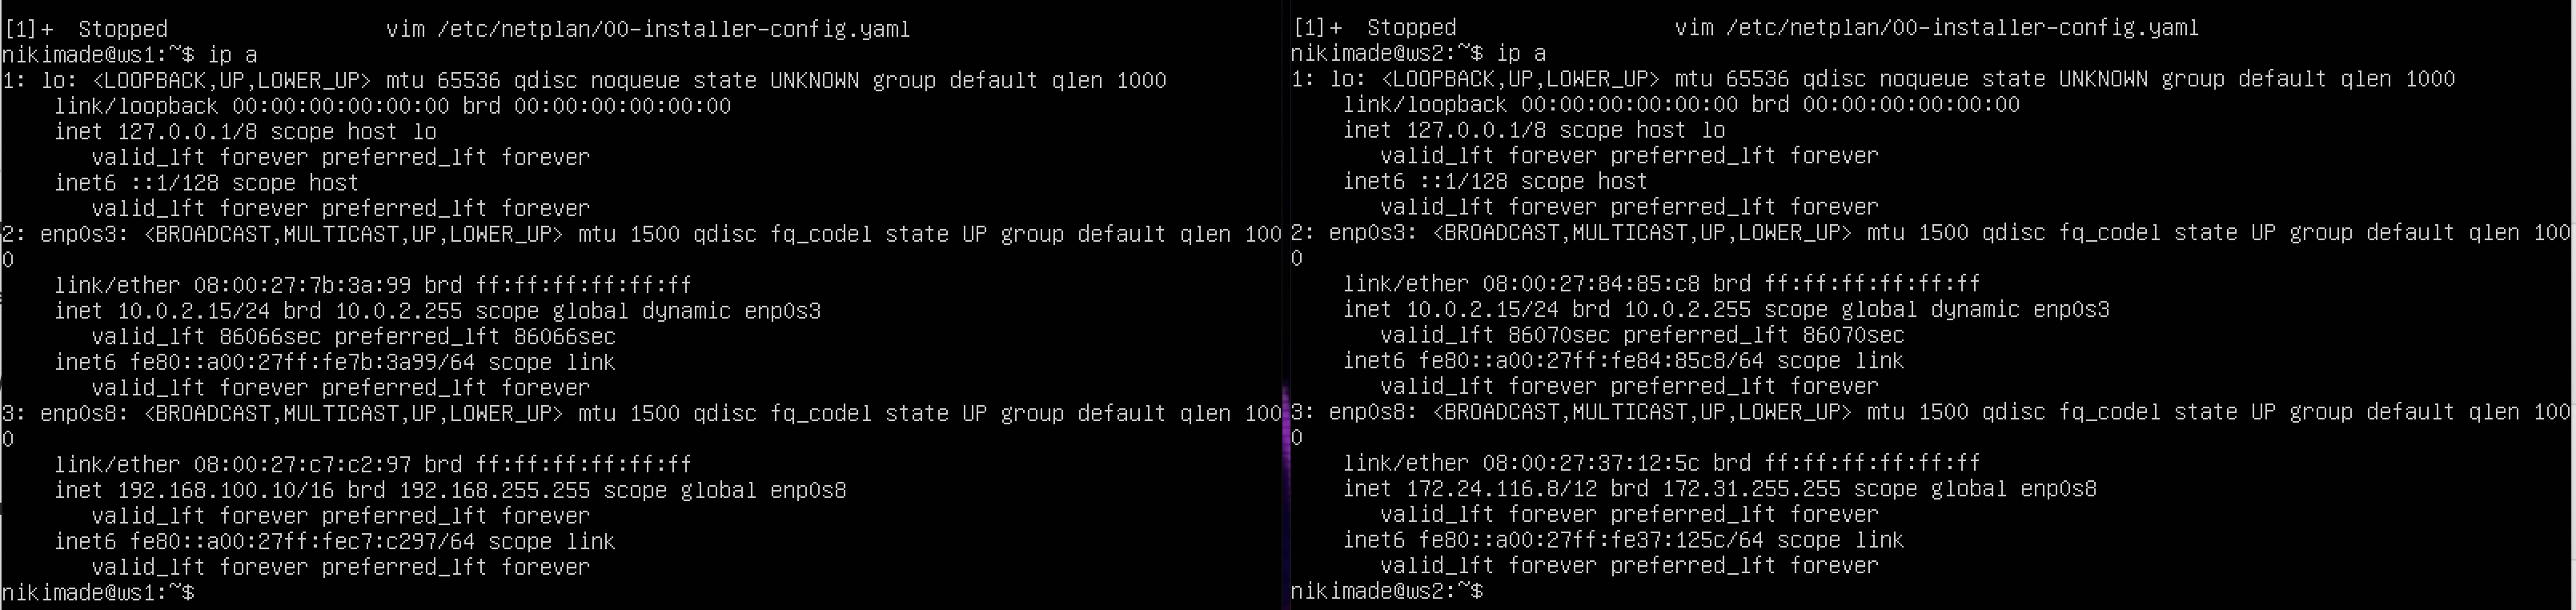 [1]+  Stopped                 vim /etc/netplan/00-installer-config.yaml
nikimade@ws1:~$ ip a
1: lo: <LOOPBACK,UP,LOWER_UP> mtu 65536 qdisc noqueue state UNKNOWN group default qlen 1000
    link/loopback 00:00:00:00:00:00 brd 00:00:00:00:00:00
    inet 127.0.0.1/8 scope host lo
       valid_lft forever preferred_lft forever
    inet6 ::1/128 scope host
       valid_lft forever preferred_lft forever
2: enp0s3: <BROADCAST,MULTICAST,UP,LOWER_UP> mtu 1500 qdisc fq_codel state UP group default qlen 100
0
    link/ether 08:00:27:7b:3a:99 brd ff:ff:ff:ff:ff:ff
    inet 10.0.2.15/24 brd 10.0.2.255 scope global dynamic enp0s3
       valid_lft 86066sec preferred_lft 86066sec
    inet6 fe80::a00:27ff:fe7b:3a99/64 scope link
       valid_lft forever preferred_lft forever
3: enp0s8: <BROADCAST,MULTICAST,UP,LOWER_UP> mtu 1500 qdisc fq_codel state UP group default qlen 100
0
    link/ether 08:00:27:c7:c2:97 brd ff:ff:ff:ff:ff:ff
    inet 192.168.100.10/16 brd 192.168.255.255 scope global enp0s8
       valid_lft forever preferred_lft forever
    inet6 fe80::a00:27ff:fec7:c297/64 scope link
       valid_lft forever preferred_lft forever
nikimade@ws1:~$
[1]+  Stopped                 vim /etc/netplan/00-installer-config.yaml
nikimade@ws2:~$ ip a
1: lo: <LOOPBACK,UP,LOWER_UP> mtu 65536 qdisc noqueue state UNKNOWN group default qlen 1000
    link/loopback 00:00:00:00:00:00 brd 00:00:00:00:00:00
    inet 127.0.0.1/8 scope host lo
       valid_lft forever preferred_lft forever
    inet6 ::1/128 scope host
       valid_lft forever preferred_lft forever
2: enp0s3: <BROADCAST,MULTICAST,UP,LOWER_UP> mtu 1500 qdisc fq_codel state UP group default qlen 100
0
    link/ether 08:00:27:84:85:c8 brd ff:ff:ff:ff:ff:ff
    inet 10.0.2.15/24 brd 10.0.2.255 scope global dynamic enp0s3
       valid_lft 86070sec preferred_lft 86070sec
    inet6 fe80::a00:27ff:fe84:85c8/64 scope link
       valid_lft forever preferred_lft forever
3: enp0s8: <BROADCAST,MULTICAST,UP,LOWER_UP> mtu 1500 qdisc fq_codel state UP group default qlen 100
0
    link/ether 08:00:27:37:12:5c brd ff:ff:ff:ff:ff:ff
    inet 172.24.116.8/12 brd 172.31.255.255 scope global enp0s8
       valid_lft forever preferred_lft forever
    inet6 fe80::a00:27ff:fe37:125c/64 scope link
       valid_lft forever preferred_lft forever
nikimade@ws2:~$